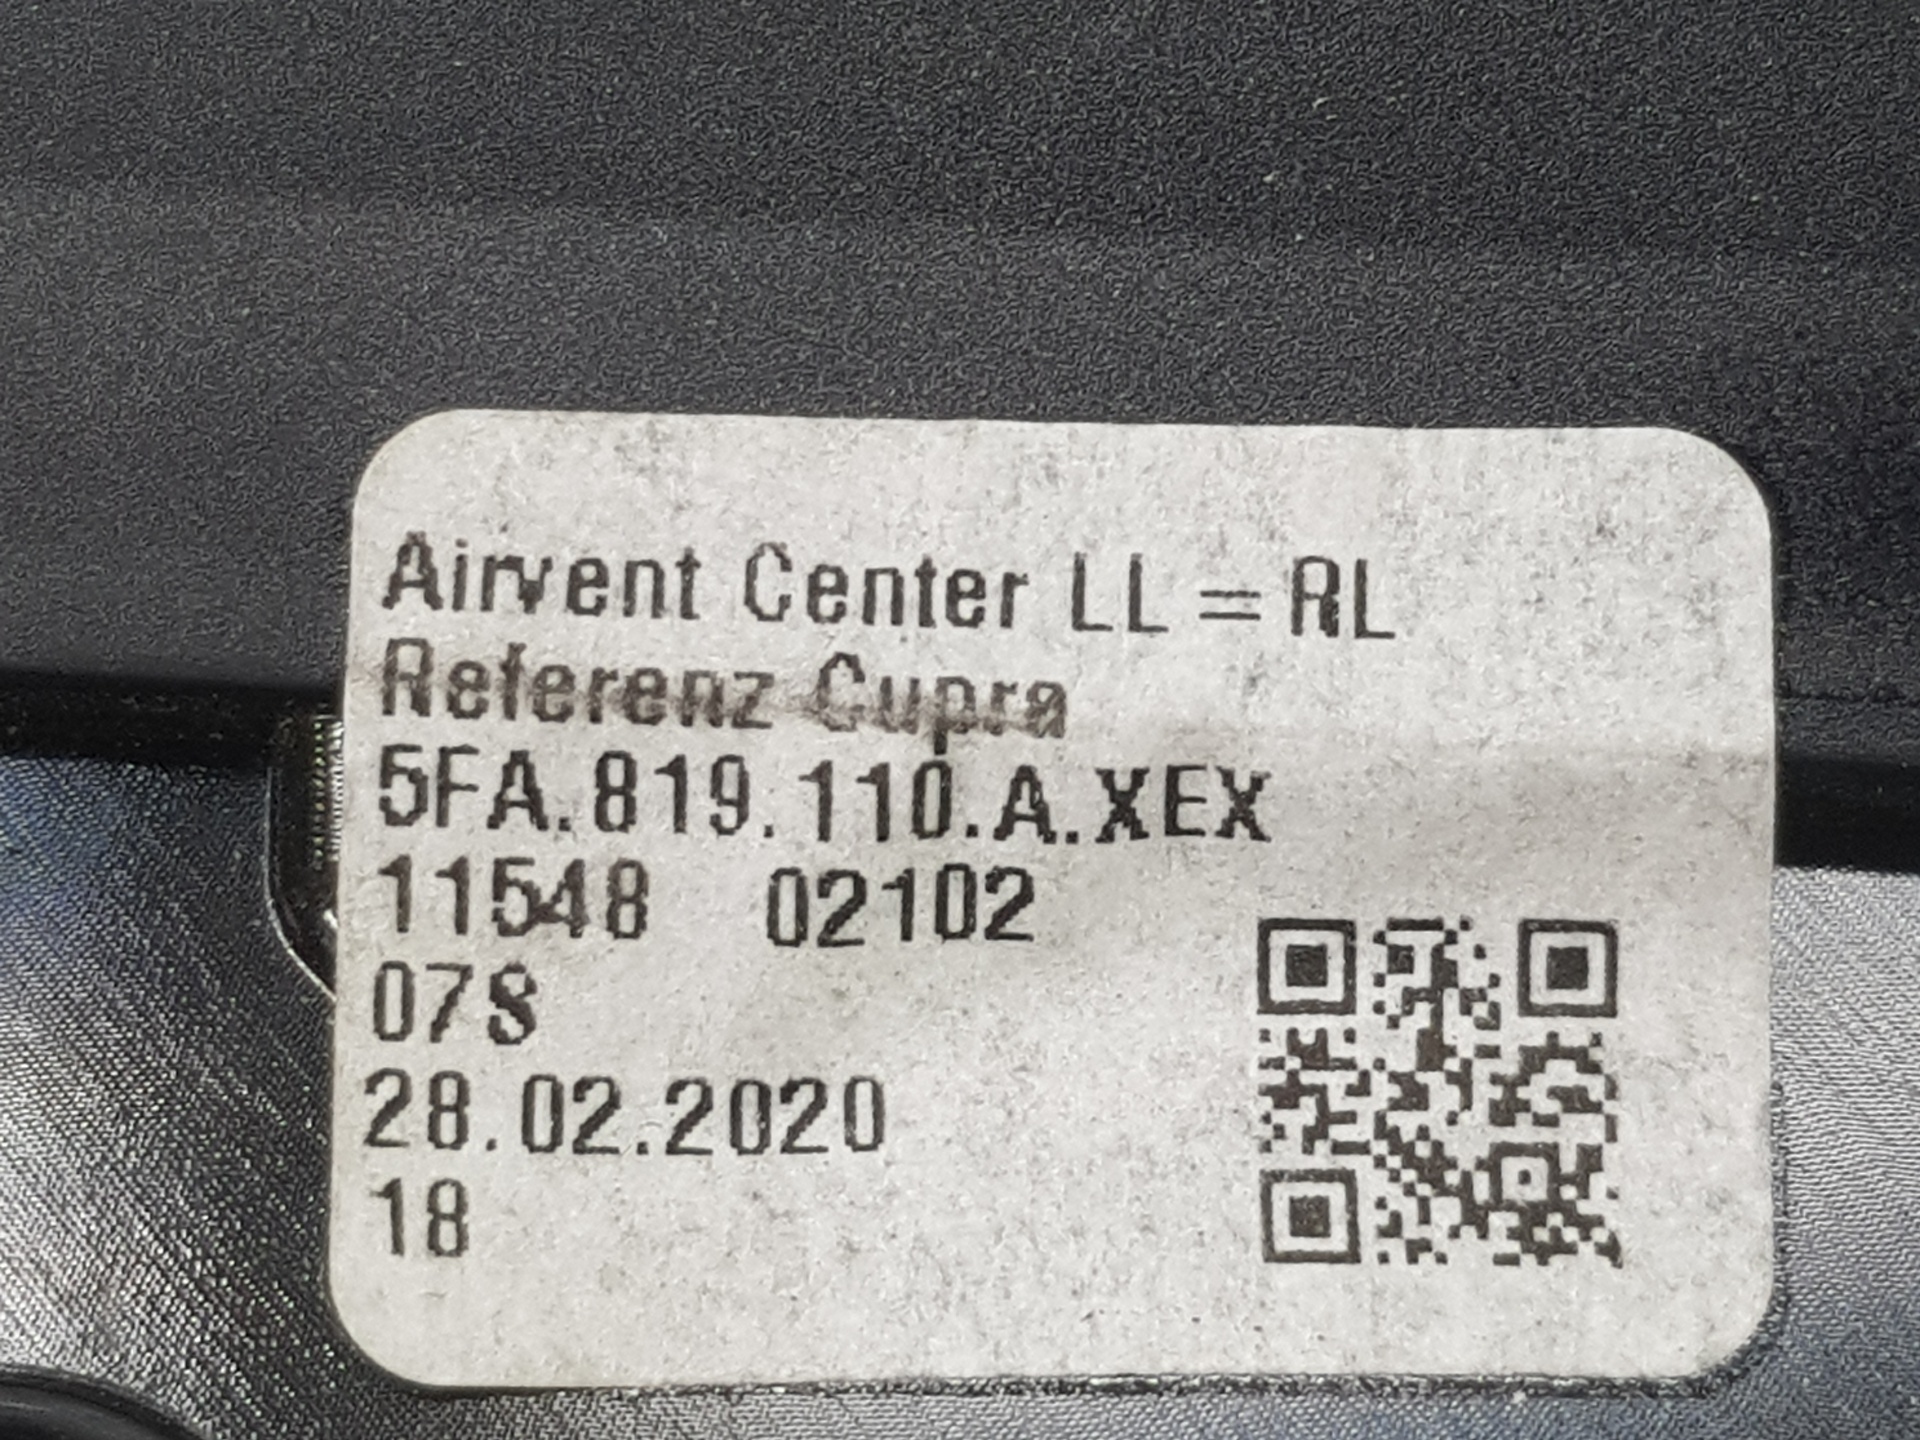 Airvent Center LL = RL
Referenz Cupra
5FA.819.110.A.XEX
11548 02102
07S
28.02.2020
18